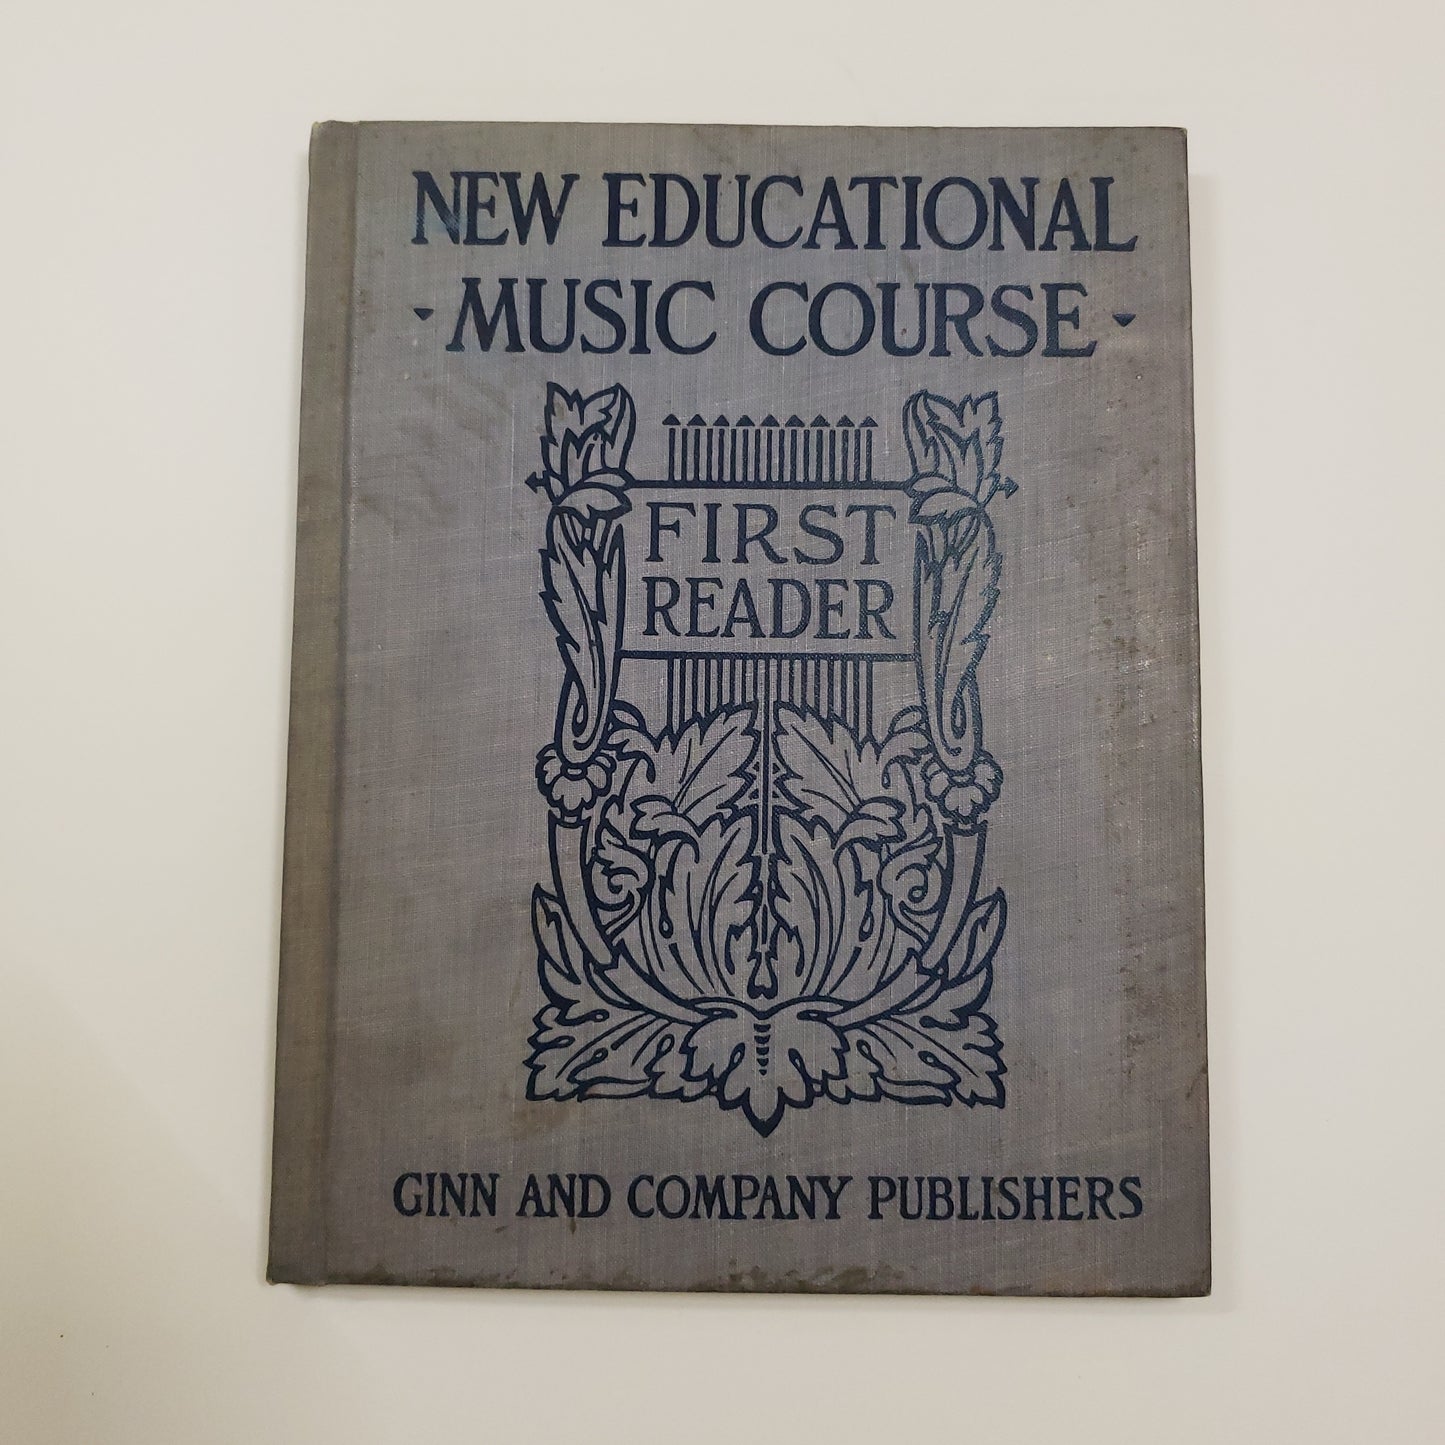 NEW EDUCATIONAL
· MUSIC COURSE ·
FIRST
READER
GINN AND COMPANY PUBLISHERS